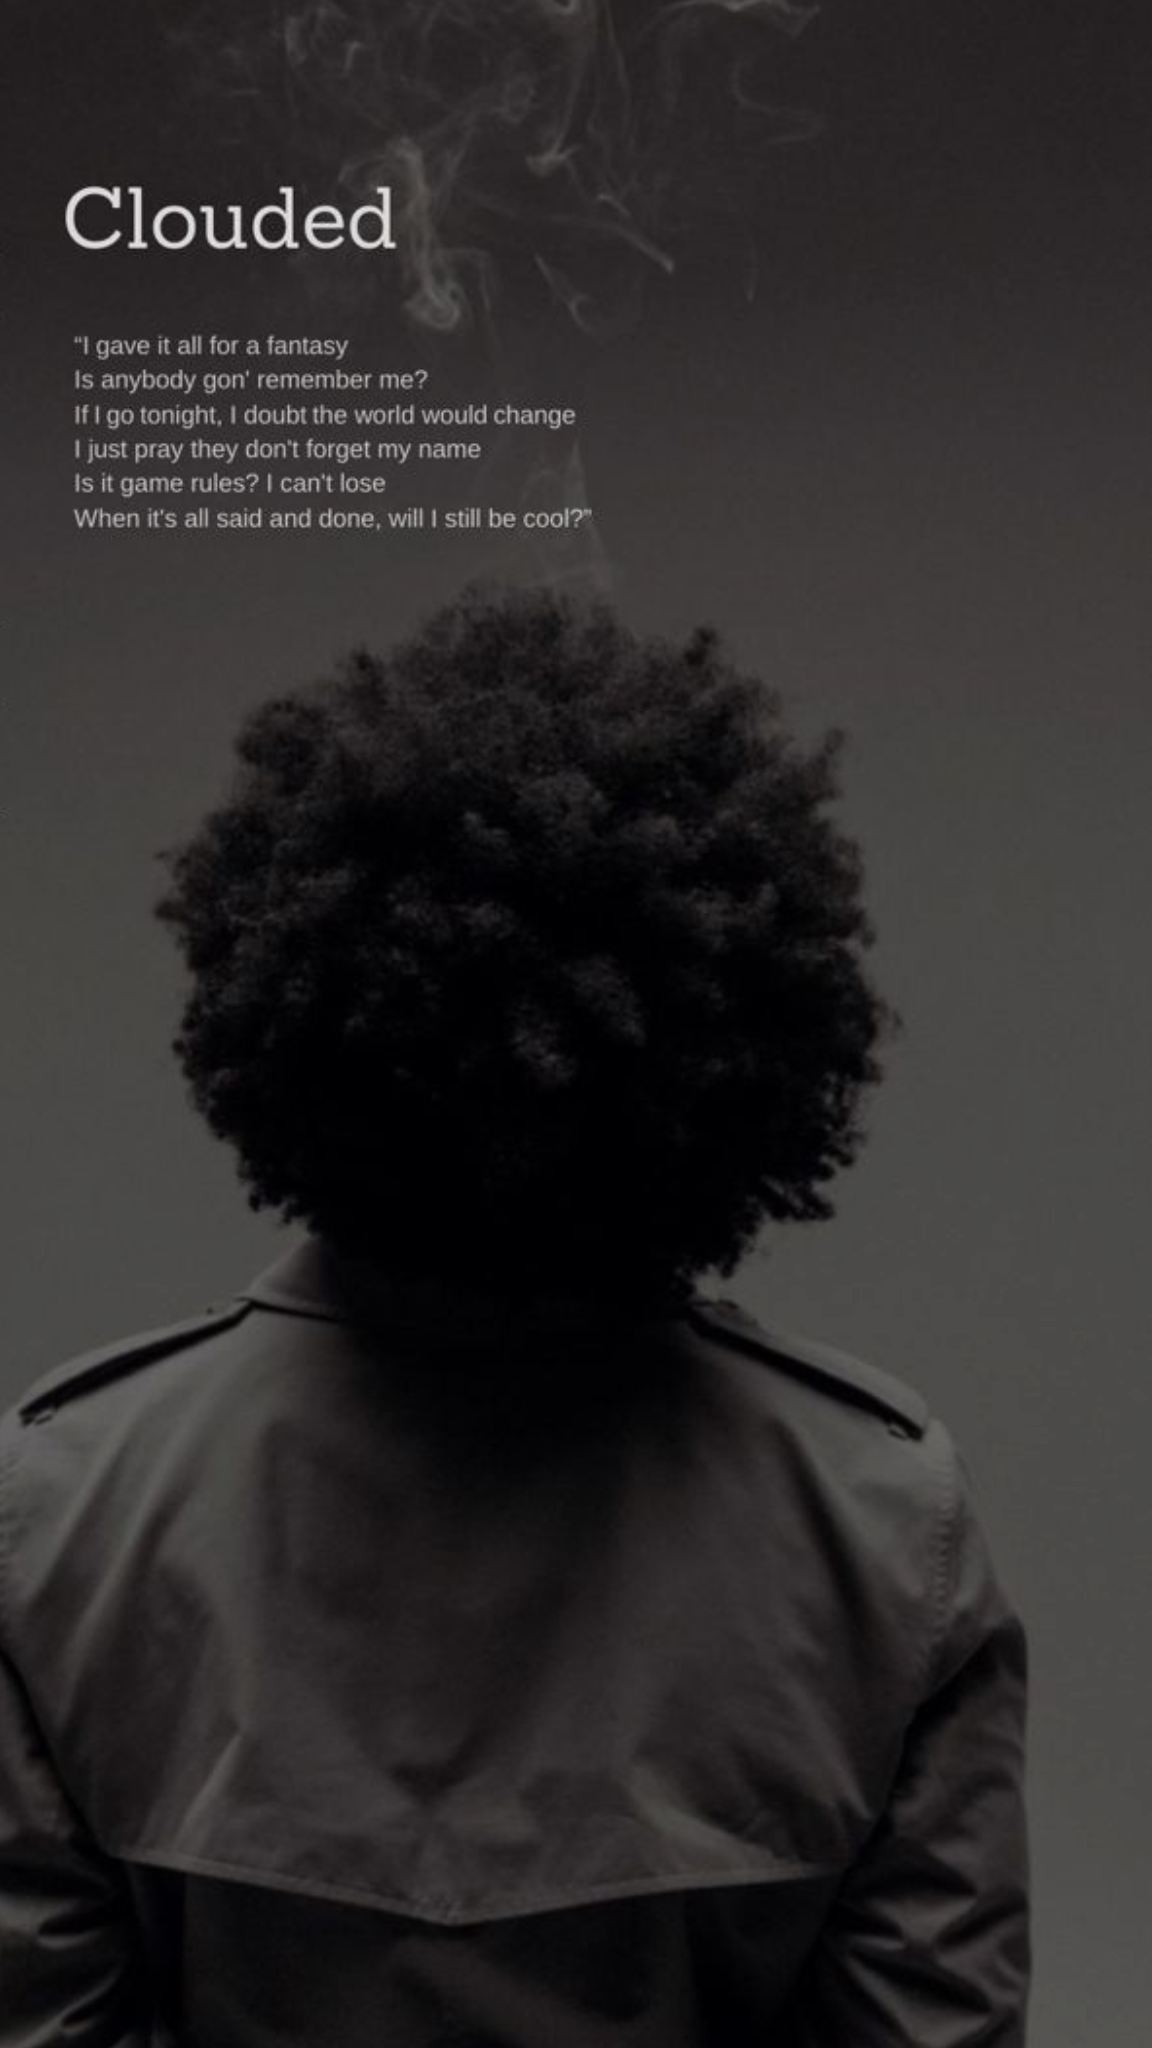 Clouded
“I gave it all for a fantasy
Is anybody gon' remember me?
If I go tonight, I doubt the world would change
I just pray they don't forget my name
Is it game rules? I can't lose
When it's all said and done, will I still be cool?”